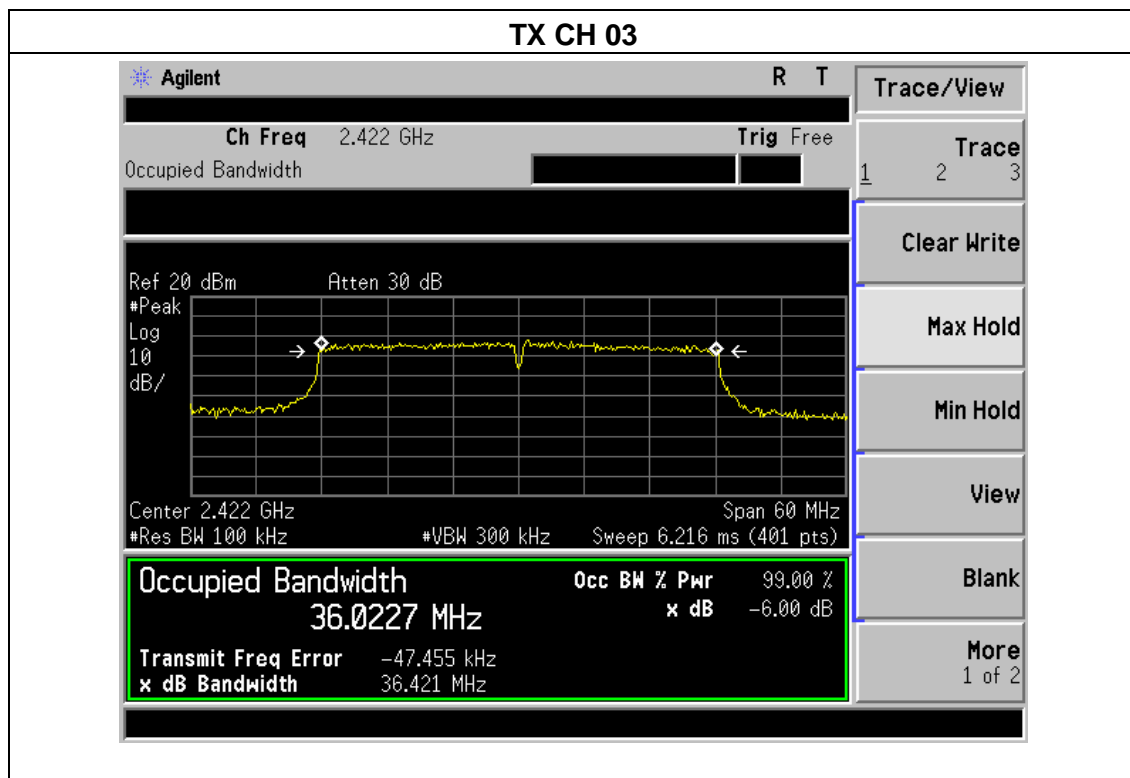 TX CH 03
Agilent R T
Trace/View
Ch Freq 2.422 GHz Trig Free
Occupied Bandwidth
Trace
1 2 3
Clear Write
Ref 20 dBm Atten 30 dB
#Peak
Log
10
dB/
Max Hold
Min Hold
View
Center 2.422 GHz Span 60 MHz
#Res BW 100 kHz #VBW 300 kHz Sweep 6.216 ms (401 pts)
Occupied Bandwidth Occ BW % Pwr 99.00 %
36.0227 MHz x dB -6.00 dB
Blank
Transmit Freq Error -47.455 kHz
x dB Bandwidth 36.421 MHz
More
1 of 2